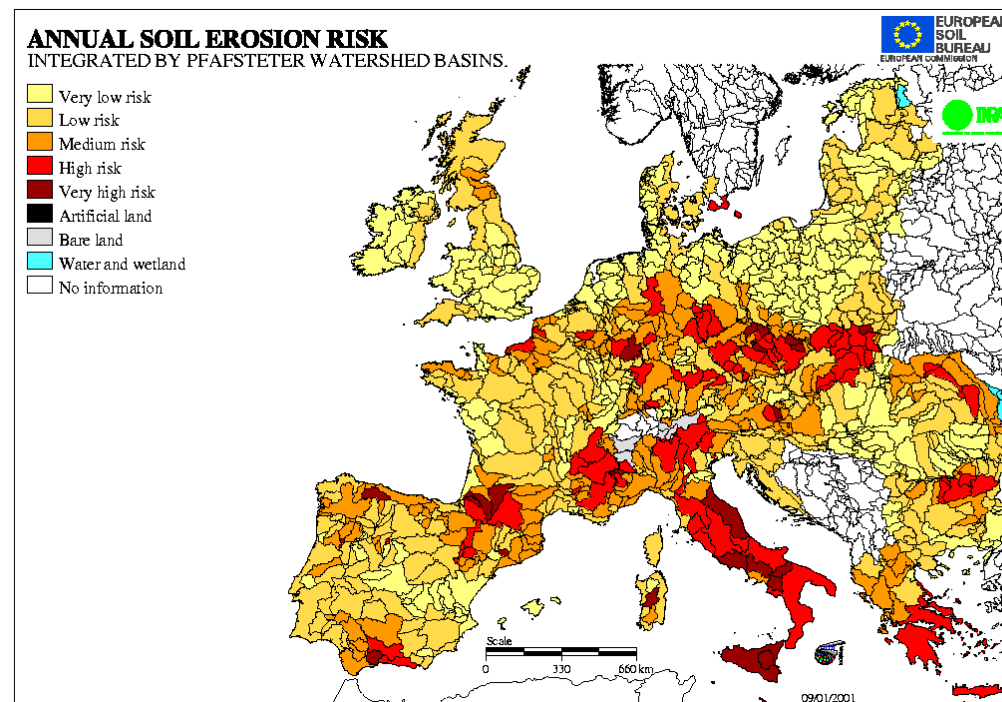 ANNUAL SOIL EROSION RISK
INTEGRATED BY PFAFSTETER WATERSHED BASINS.
EUROPEAN
SOIL
BUREAU
EUROPEAN COMMISSION
Very low risk
Low risk
Medium risk
High risk
Very high risk
Artificial land
Bare land
Water and wetland
No information
Scale
0 330 660 km
09/01/2001